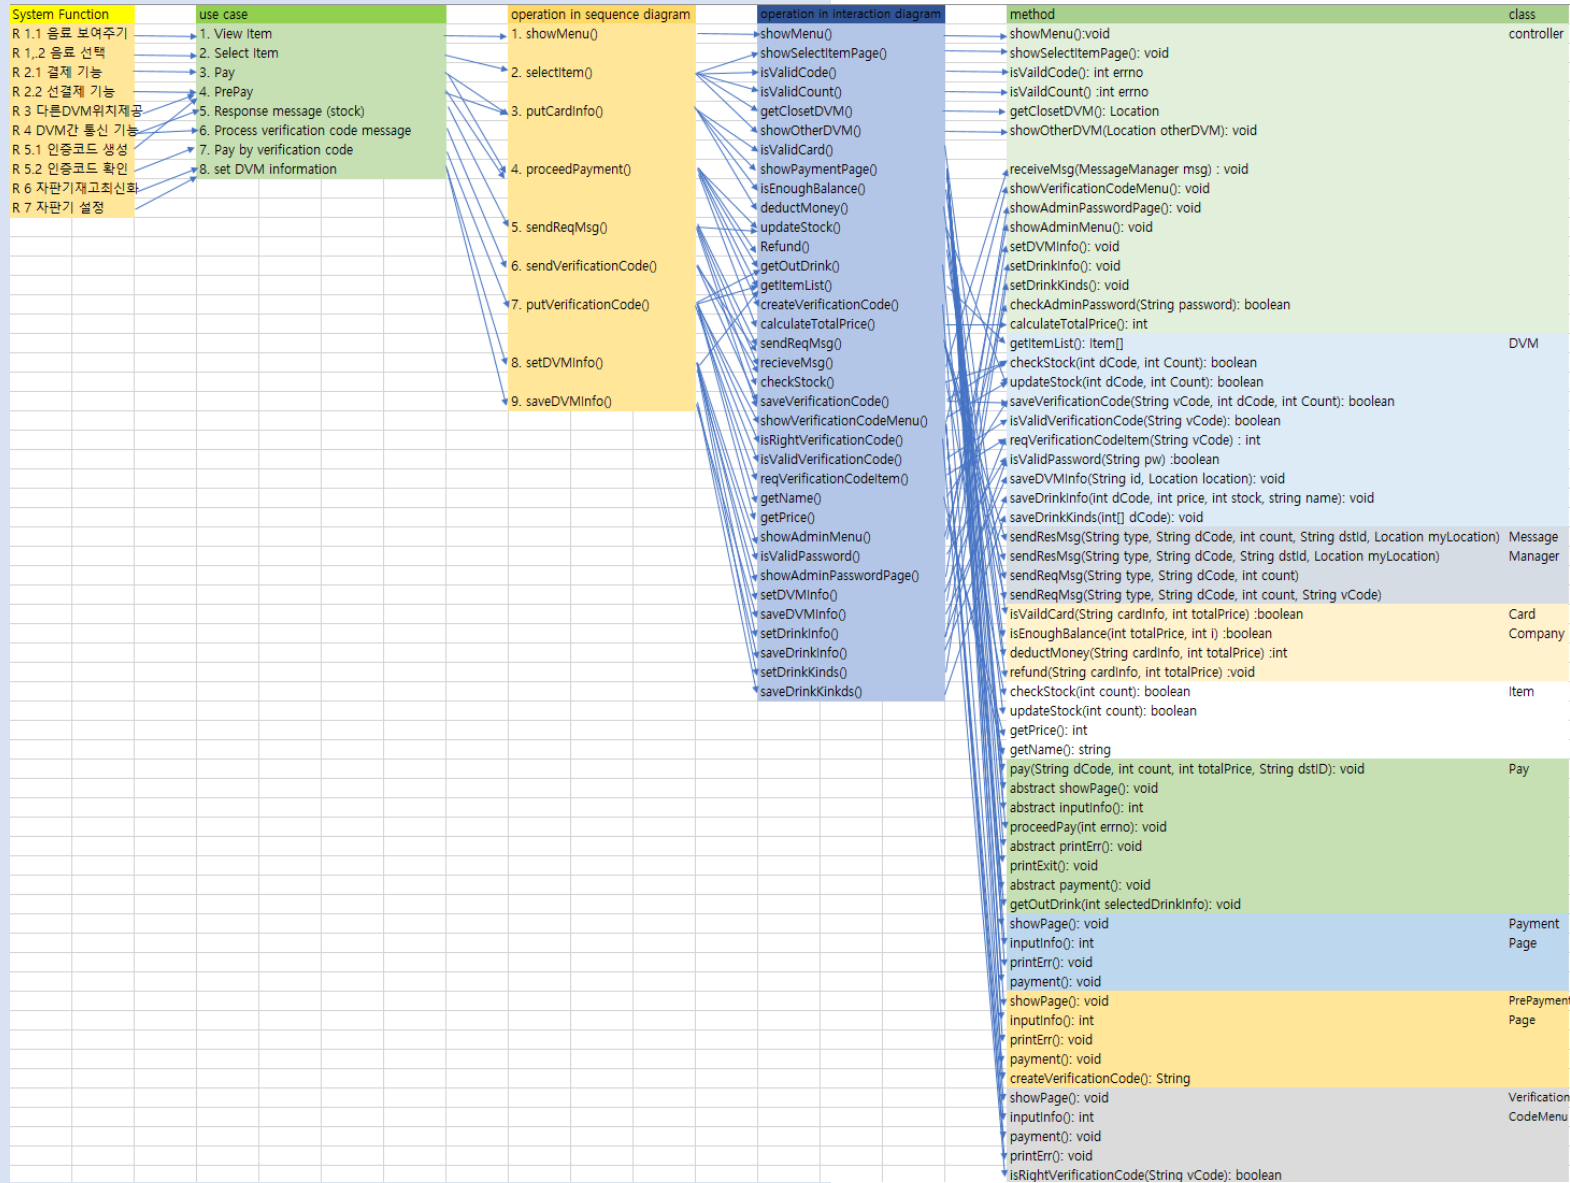 System Function
R 1.1 음료 보여주기
R 1,.2 음료 선택
R 2.1 결제 기능
R 2.2 선결제 기능
R 3 다른DVM위치제공
R 4 DVM간 통신 기능
R 5.1 인증코드 생성
R 5.2 인증코드 확인
R 6 자판기재고최신화
R 7 자판기 설정
use case
1. View Item
2. Select Item
3. Pay
4. PrePay
5. Response message (stock)
6. Process verification code message
7. Pay by verification code
8. set DVM information
operation in sequence diagram
1. showMenu()
2. selectItem()
3. putCardInfo()
4. proceedPayment()
5. sendReqMsg()
6. sendVerificationCode()
7. putVerificationCode()
8. setDVMInfo()
9. saveDVMInfo()
operation in interaction diagram
showMenu()
showSelectItemPage()
isValidCode()
isValidCount()
getClosetDVM()
showOtherDVM()
isValidCard()
showPaymentPage()
isEnoughBalance()
deductMoney()
updateStock()
Refund()
getOutDrink()
getItemList()
createVerificationCode()
calculateTotalPrice()
sendReqMsg()
recieveMsg()
checkStock()
saveVerificationCode()
showVerificationCodeMenu()
isRightVerificationCode()
isValidVerificationCode()
reqVerificationCodeItem()
getName()
getPrice()
showAdminMenu()
isValidPassword()
showAdminPasswordPage()
setDVMInfo()
saveDVMInfo()
setDrinkInfo()
saveDrinkInfo()
setDrinkKinds()
saveDrinkKinkds()
method class
showMenu():void controller
showSelectItemPage(): void
isVaildCode(): int errno
isVaildCount() :int errno
getClosetDVM(): Location
showOtherDVM(Location otherDVM): void
receiveMsg(MessageManager msg) : void
showVerificationCodeMenu(): void
showAdminPasswordPage(): void
showAdminMenu(): void
setDVMInfo(): void
setDrinkInfo(): void
setDrinkKinds(): void
checkAdminPassword(String password): boolean
calculateTotalPrice(): int
getItemList(): Item[] DVM
checkStock(int dCode, int Count): boolean
updateStock(int dCode, int Count): boolean
saveVerificationCode(String vCode, int dCode, int Count): boolean
isValidVerificationCode(String vCode): boolean
reqVerificationCodeItem(String vCode) : int
isValidPassword(String pw) :boolean
saveDVMInfo(String id, Location location): void
saveDrinkInfo(int dCode, int price, int stock, string name): void
saveDrinkKinds(int[] dCode): void
sendResMsg(String type, String dCode, int count, String dstId, Location myLocation) Message
sendResMsg(String type, String dCode, String dstId, Location myLocation) Manager
sendReqMsg(String type, String dCode, int count)
sendReqMsg(String type, String dCode, int count, String vCode)
isVaildCard(String cardInfo, int totalPrice) :boolean Card
isEnoughBalance(int totalPrice, int i) :boolean Company
deductMoney(String cardInfo, int totalPrice) :int
refund(String cardInfo, int totalPrice) :void
checkStock(int count): boolean Item
updateStock(int count): boolean
getPrice(): int
getName(): string
pay(String dCode, int count, int totalPrice, String dstID): void Pay
abstract showPage(): void
abstract inputInfo(): int
proceedPay(int errno): void
abstract printErr(): void
printExit(): void
abstract payment(): void
getOutDrink(int selectedDrinkInfo): void
showPage(): void Payment
inputInfo(): int Page
printErr(): void
payment(): void
showPage(): void PrePayment
inputInfo(): int Page
printErr(): void
payment(): void
createVerificationCode(): String
showPage(): void Verification
inputInfo(): int CodeMenu
payment(): void
printErr(): void
isRightVerificationCode(String vCode): boolean